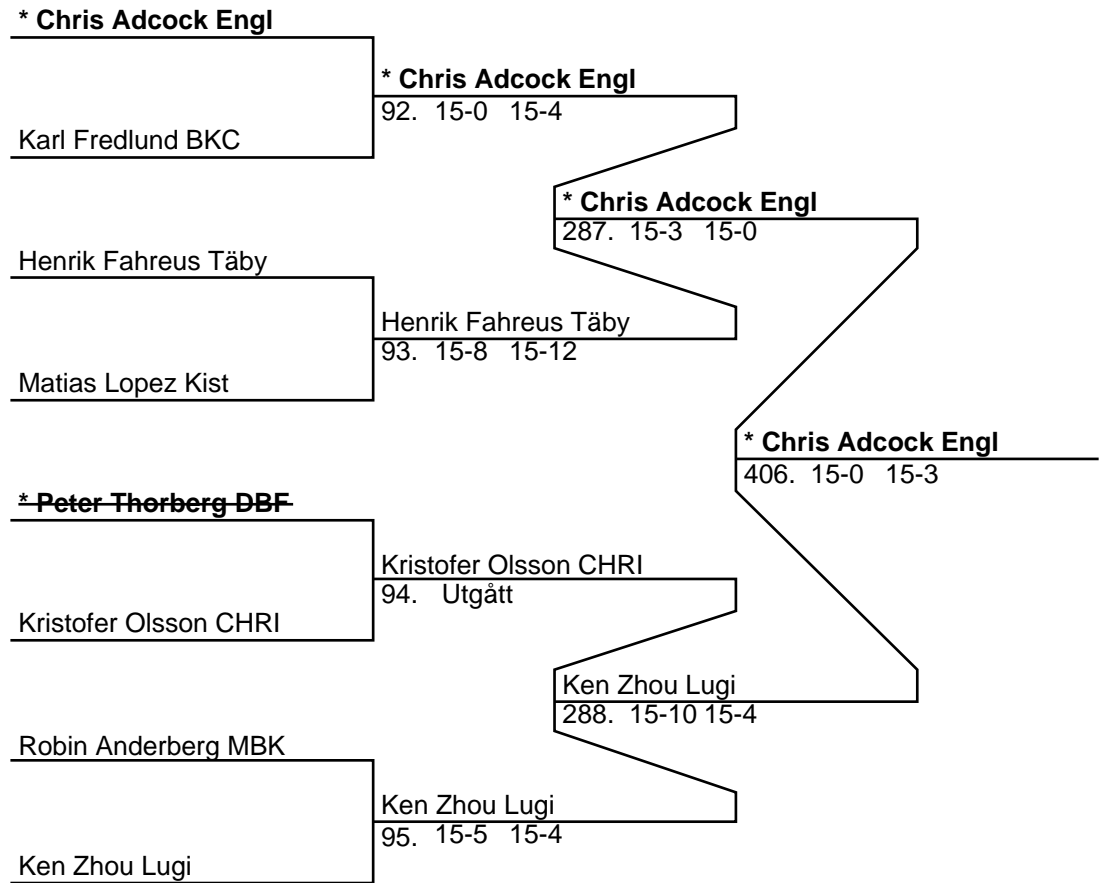 * Chris Adcock Engl
* Chris Adcock Engl
92. 15-0 15-4
Karl Fredlund BKC
* Chris Adcock Engl
287. 15-3 15-0
Henrik Fahreus Täby
Henrik Fahreus Täby
93. 15-8 15-12
Matias Lopez Kist
* Chris Adcock Engl
406. 15-0 15-3
* Peter Thorberg DBF
Kristofer Olsson CHRI
94. Utgått
Kristofer Olsson CHRI
Ken Zhou Lugi
288. 15-10 15-4
Robin Anderberg MBK
Ken Zhou Lugi
95. 15-5 15-4
Ken Zhou Lugi